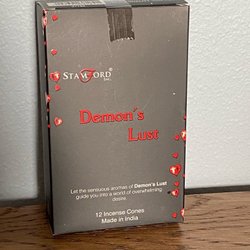 STAMFORD®
INC.
Demon's
Lust
Let the sensuous aromas of Demon's Lust
guide you into a world of overwhelming
desire.
12 Incense Cones
Made in India